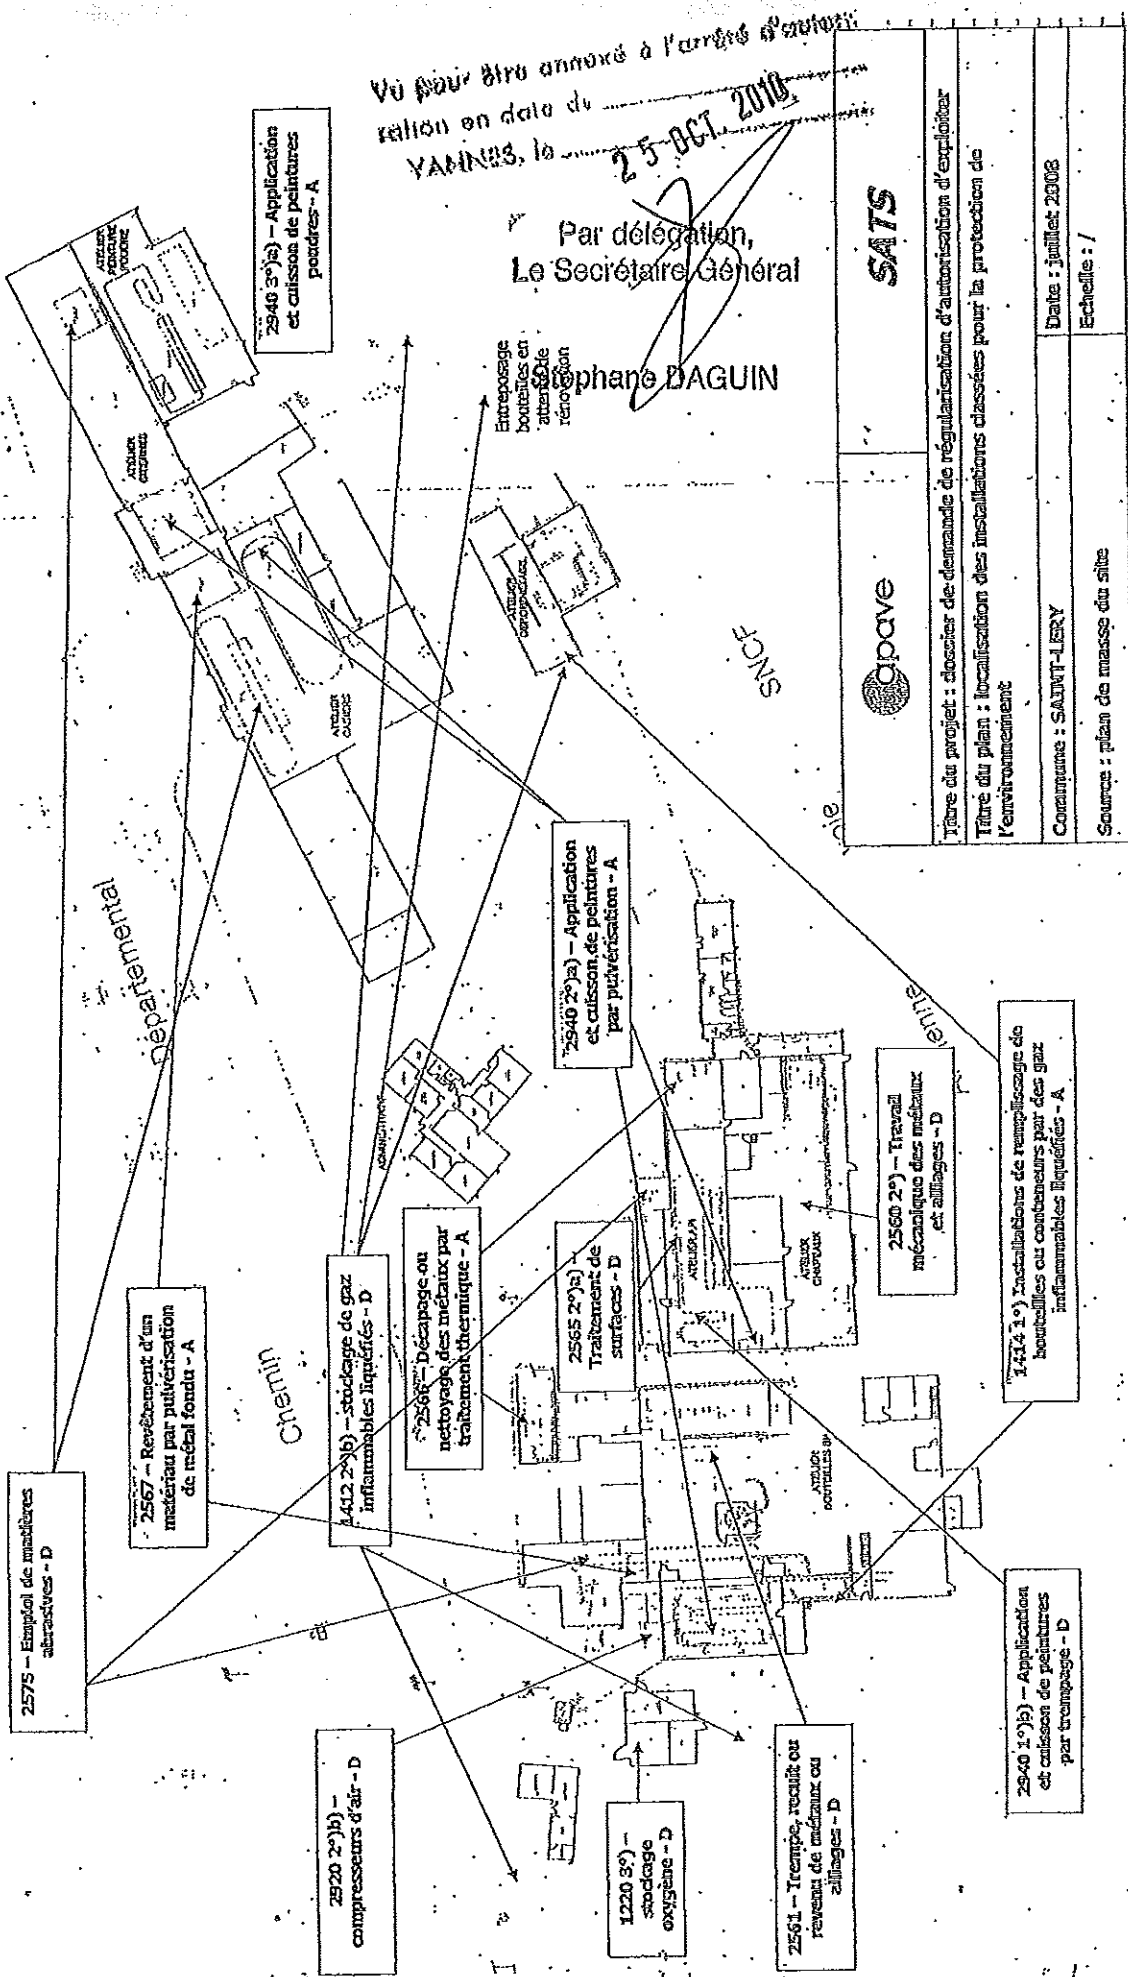 Vu pour être annexé à l'arrêté d'autori-
sation en date du
VANNES, le 25 OCT. 2010
Par délégation,
Le Secrétaire Général
Stéphane DAGUIN
Entreposage
bouteilles en
attente de
rénovation
2940 3°)a) – Application
et cuisson de peintures
poudres - A
ATELIER
PEINTURE
POUDRE
ATELIER
CITERNES
ATELIER
CASIERS
ATELIER
Départemental
Chemin
SNCF
2575 – Emploi de matières
abrasives - D
2567 – Revêtement d'un
matériau par pulvérisation
de métal fondu - A
1412 2°)b) – stockage de gaz
inflammables liquéfiés - D
2566 – Décapage ou
nettoyage des métaux par
traitement thermique - A
2565 2°)a) –
Traitement de
surfaces - D
2940 2°)a) – Application
et cuisson de peintures
par pulvérisation - A
2560 2°) – Travail
mécanique des métaux
et alliages - D
1414 1°) Installations de remplissage de
bouteilles ou conteneurs par des gaz
inflammables liquéfiés - A
ATELIER
CHAPEAUX
ATELIER
2920 2°)b) –
compresseurs d'air - D
1220 3°) –
stockage
oxygène - D
2561 – Trempe, recuit ou
revenu de métaux ou
alliages - D
2940 1°)b) – Application
et cuisson de peintures
par trempage - D
apave
SATS
Titre du projet : dossier de demande de régularisation d'autorisation d'exploiter
Titre du plan : localisation des installations classées pour la protection de
l'environnement
Commune : SAINT-LERY
Date : juillet 2008
Source : plan de masse du site
Echelle : /